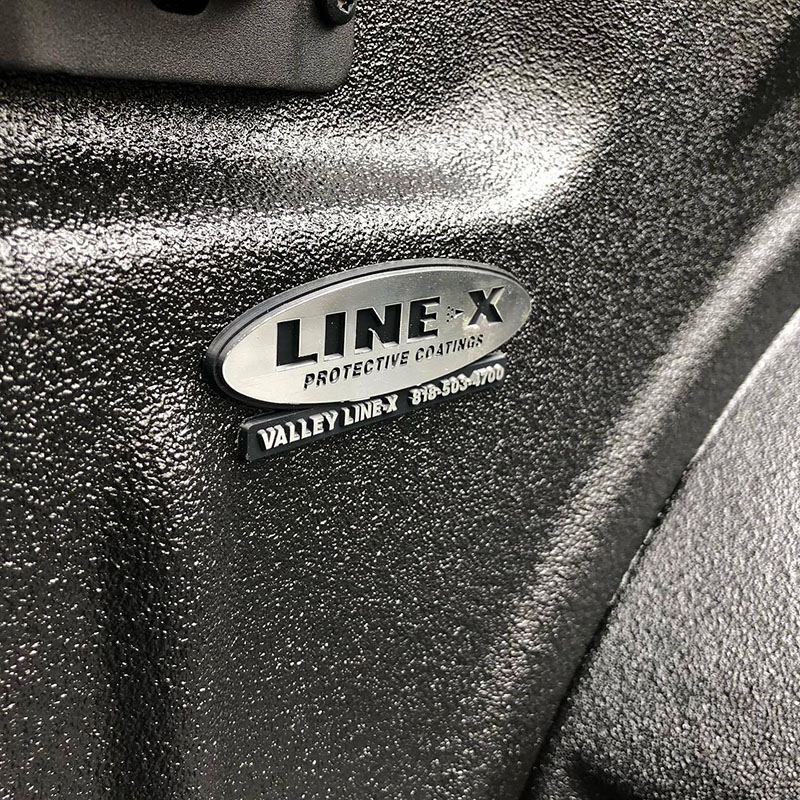 LINE-X
PROTECTIVE COATINGS
VALLEY LINE-X 818-503-4700